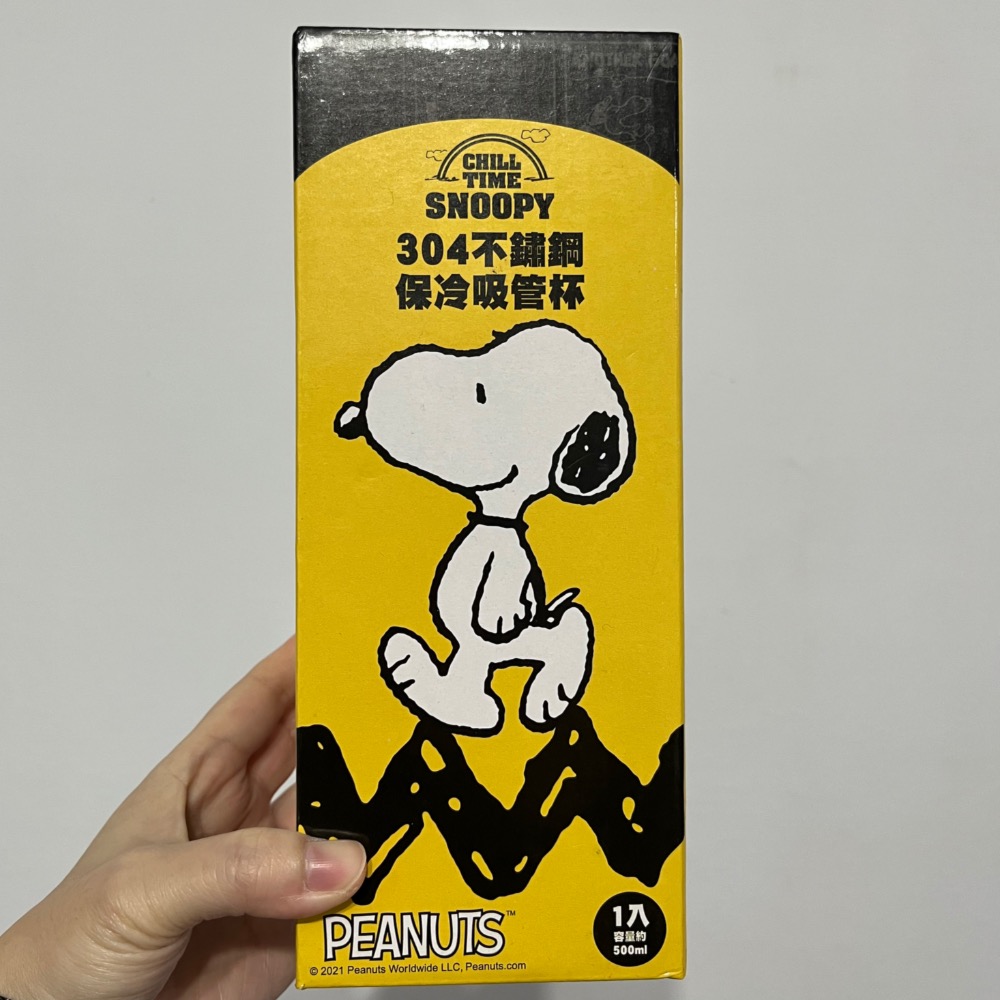 CHILL
TIME
SNOOPY
304不鏽鋼
保冷吸管杯
PEANUTS™
© 2021 Peanuts Worldwide LLC, Peanuts.com
1入
容量約
500ml